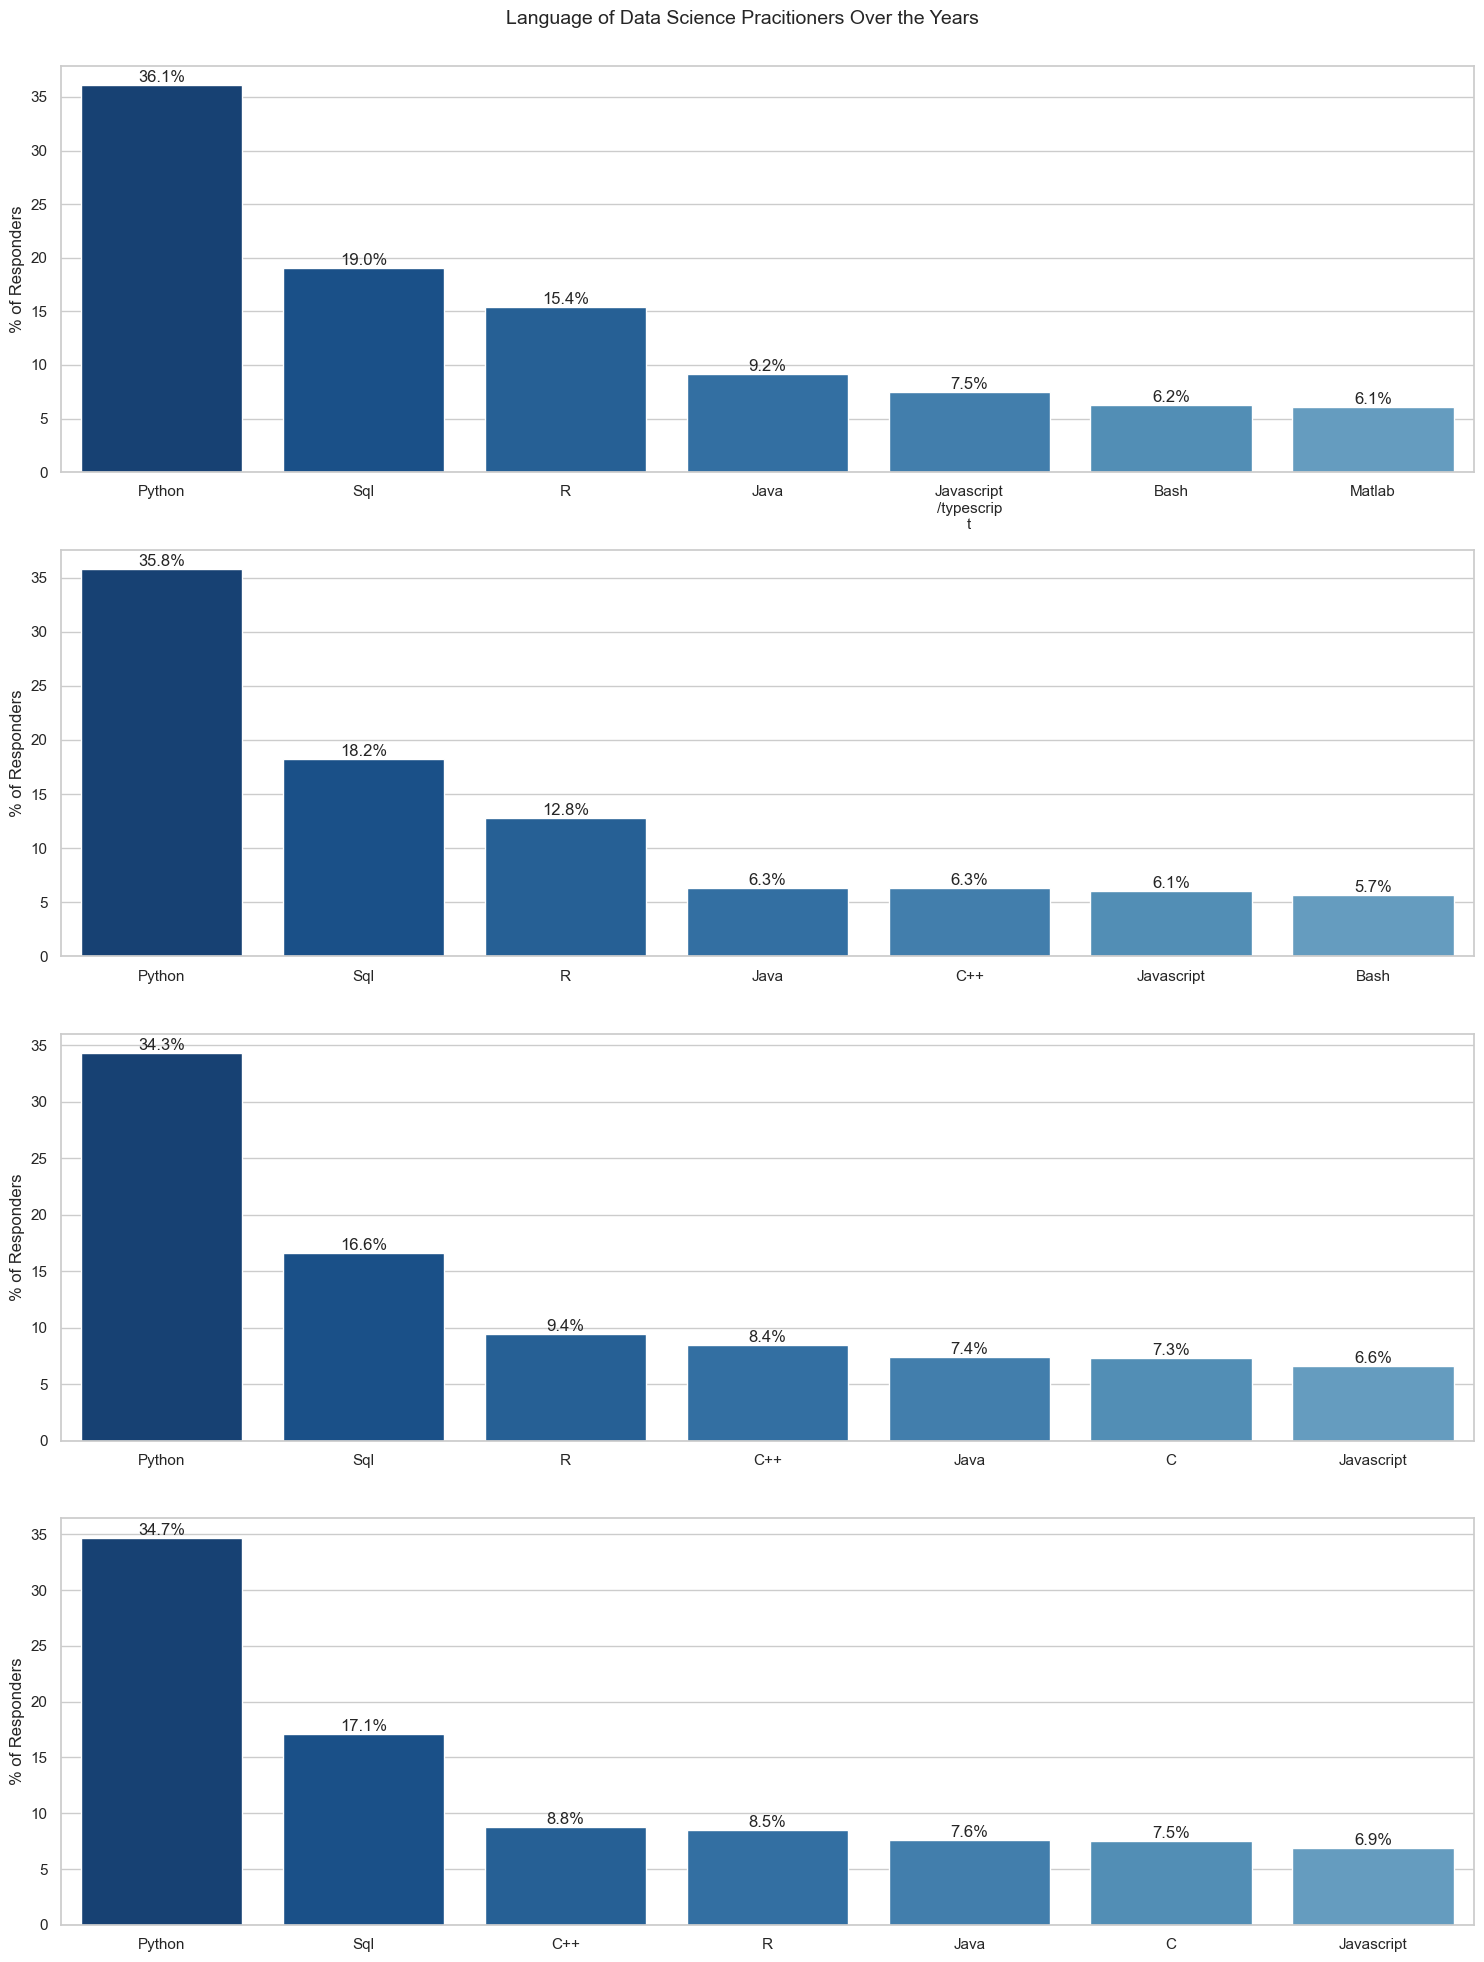 Language of Data Science Pracitioners Over the Years
% of Responders
35
30
25
20
15
10
5
0
36.1%
19.0%
15.4%
9.2%
7.5%
6.2%
6.1%
Python
Sql
R
Java
Javascript
/typescrip
t
Bash
Matlab
% of Responders
35
30
25
20
15
10
5
0
35.8%
18.2%
12.8%
6.3%
6.3%
6.1%
5.7%
Python
Sql
R
Java
C++
Javascript
Bash
% of Responders
35
30
25
20
15
10
5
0
34.3%
16.6%
9.4%
8.4%
7.4%
7.3%
6.6%
Python
Sql
R
C++
Java
C
Javascript
% of Responders
35
30
25
20
15
10
5
0
34.7%
17.1%
8.8%
8.5%
7.6%
7.5%
6.9%
Python
Sql
C++
R
Java
C
Javascript